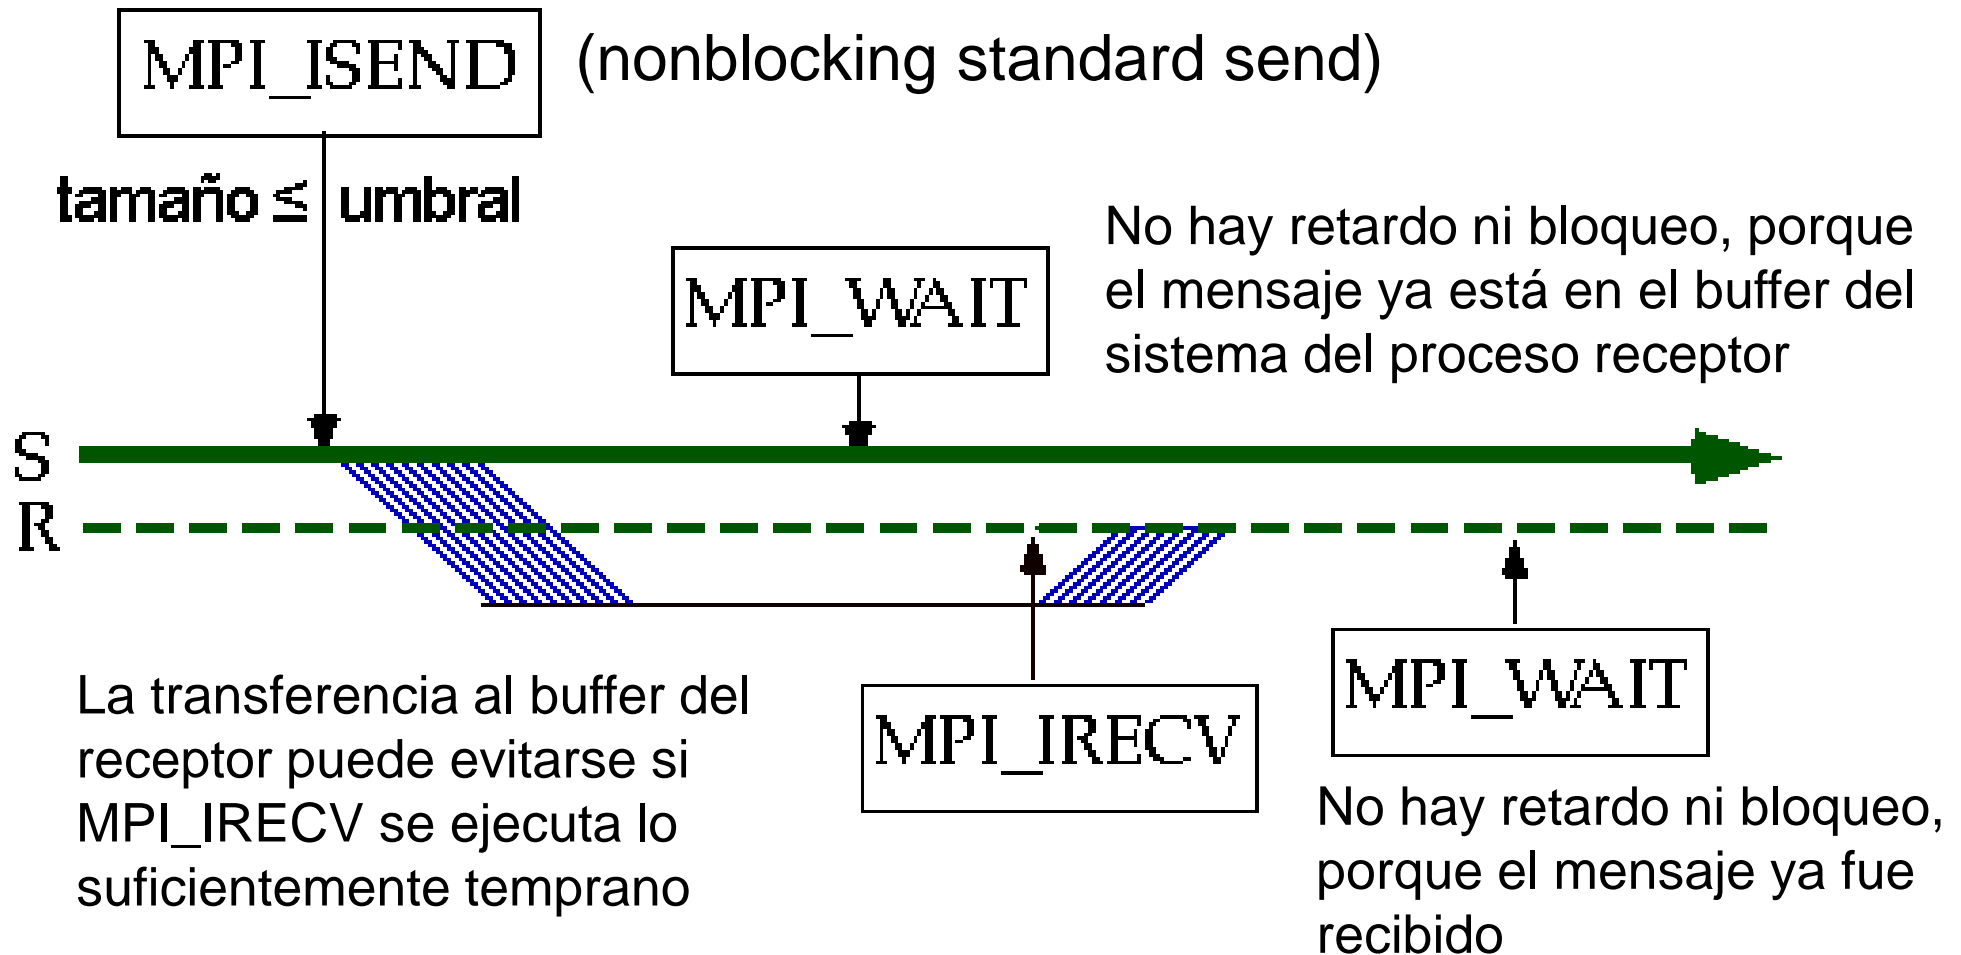 MPI_ISEND
(nonblocking standard send)
tamaño ≤ umbral
MPI_WAIT
No hay retardo ni bloqueo, porque
el mensaje ya está en el buffer del
sistema del proceso receptor
S
R
La transferencia al buffer del
receptor puede evitarse si
MPI_IRECV se ejecuta lo
suficientemente temprano
MPI_IRECV
MPI_WAIT
No hay retardo ni bloqueo,
porque el mensaje ya fue
recibido